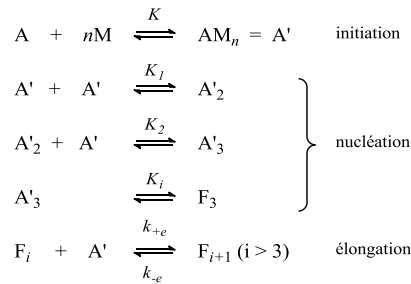 A + nM K AMn = A' initiation
A' + A' K1 A'2
A'2 + A' K2 A'3 nucléation
A'3 Ki F3
Fi + A' k+e k-e Fi+1 (i > 3) élongation